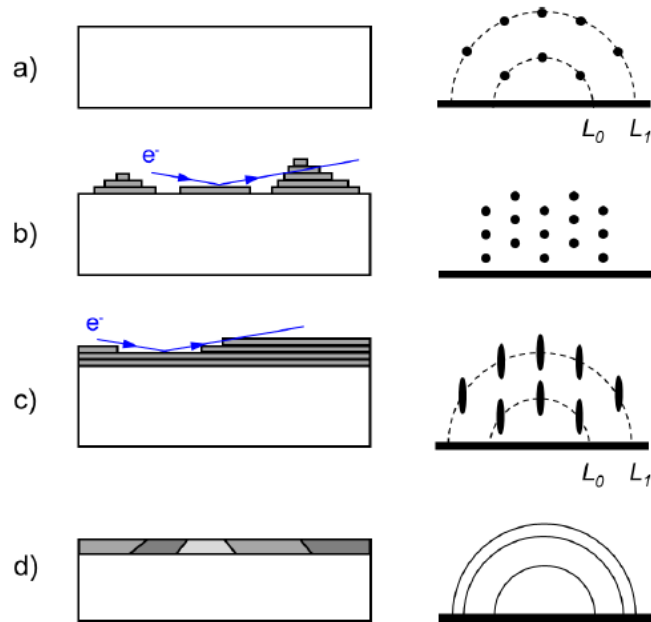 a)
L₀ L₁
e⁻
b)
e⁻
c)
L₀ L₁
d)